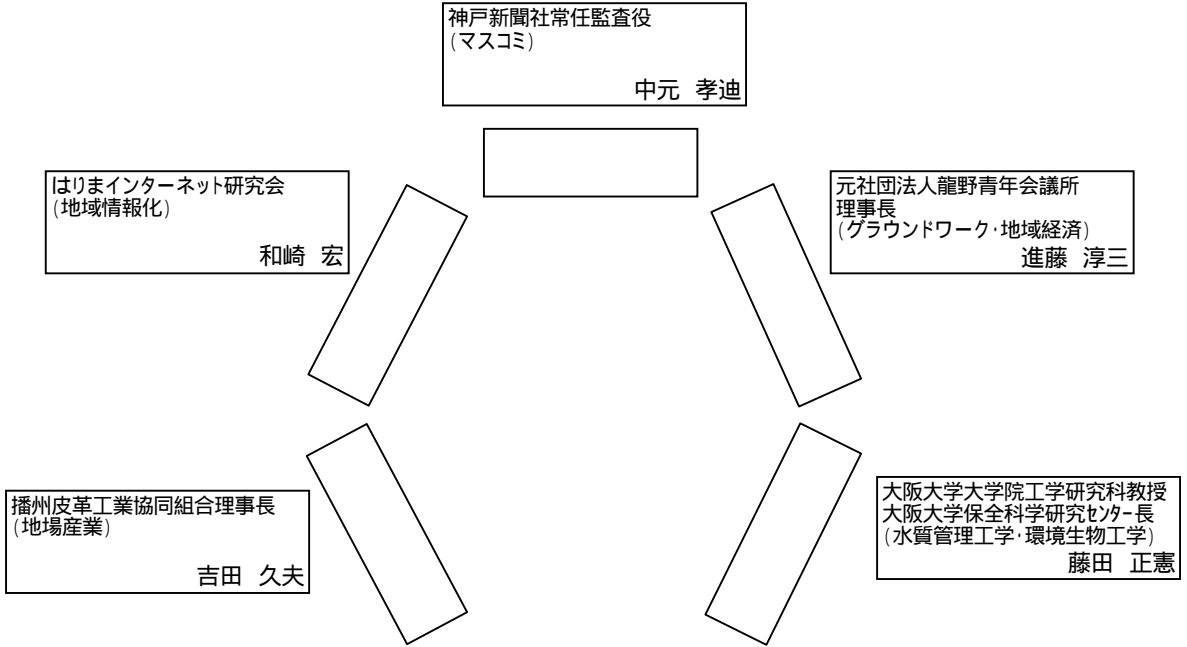 神戸新聞社常任監査役
(マスコミ)
中元 孝迪
はりまインターネット研究会
(地域情報化)
和崎 宏
元社団法人龍野青年会議所
理事長
(グラウンドワーク・地域経済)
進藤 淳三
播州皮革工業協同組合理事長
(地場産業)
吉田 久夫
大阪大学大学院工学研究科教授
大阪大学保全科学研究センター長
(水質管理工学・環境生物工学)
藤田 正憲